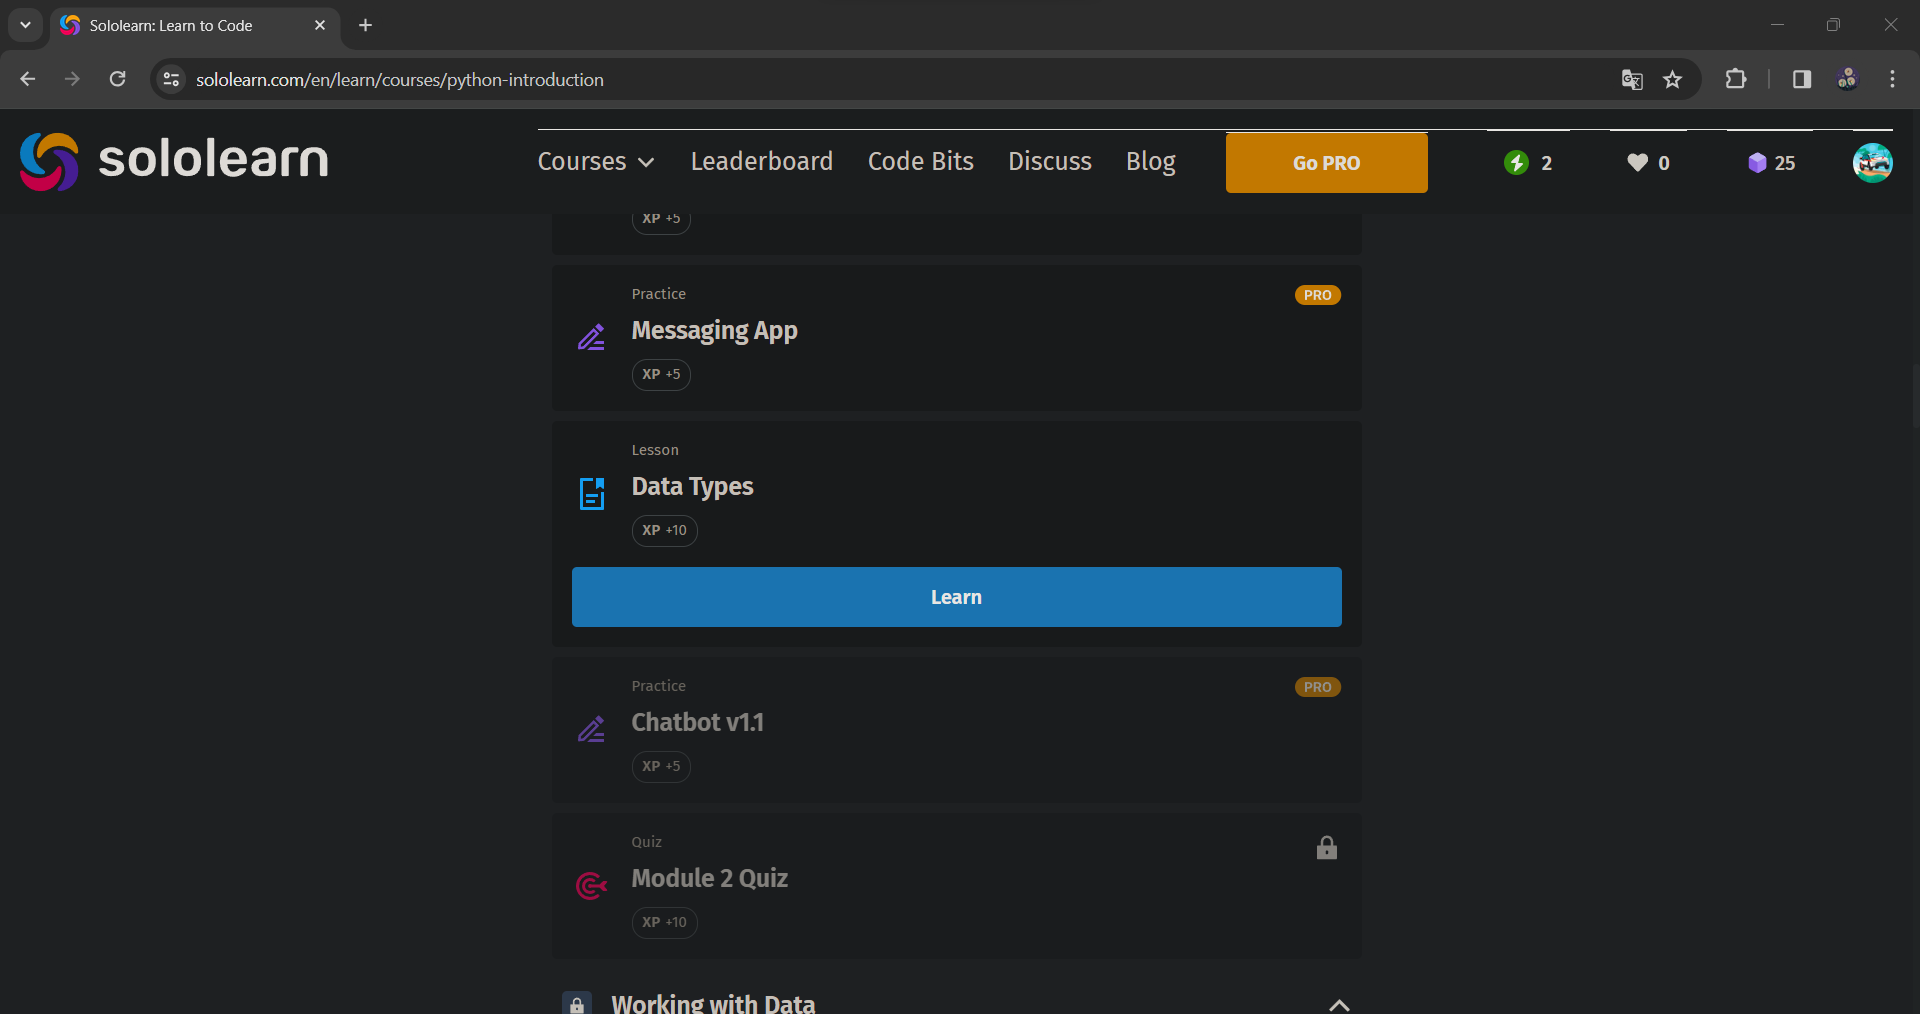 Sololearn: Learn to Code
sololearn.com/en/learn/courses/python-introduction
sololearn
Courses Leaderboard Code Bits Discuss Blog Go PRO 2 0 25
XP +5
Practice PRO
Messaging App
XP +5
Lesson
Data Types
XP +10
Learn
Practice PRO
Chatbot v1.1
XP +5
Quiz
Module 2 Quiz
XP +10
Working with Data